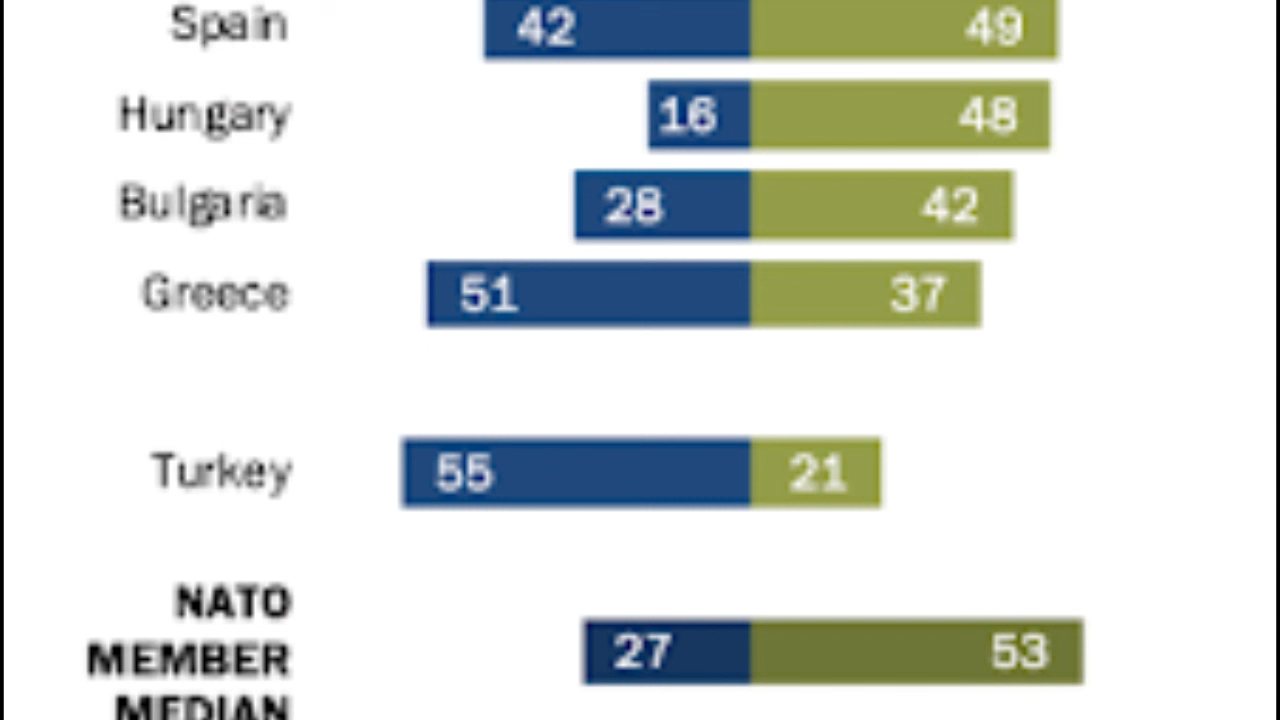 Spain 42 49
Hungary 16 48
Bulgaria 28 42
Greece 51 37
Turkey 55 21
NATO
MEMBER 27 53
MEDIAN